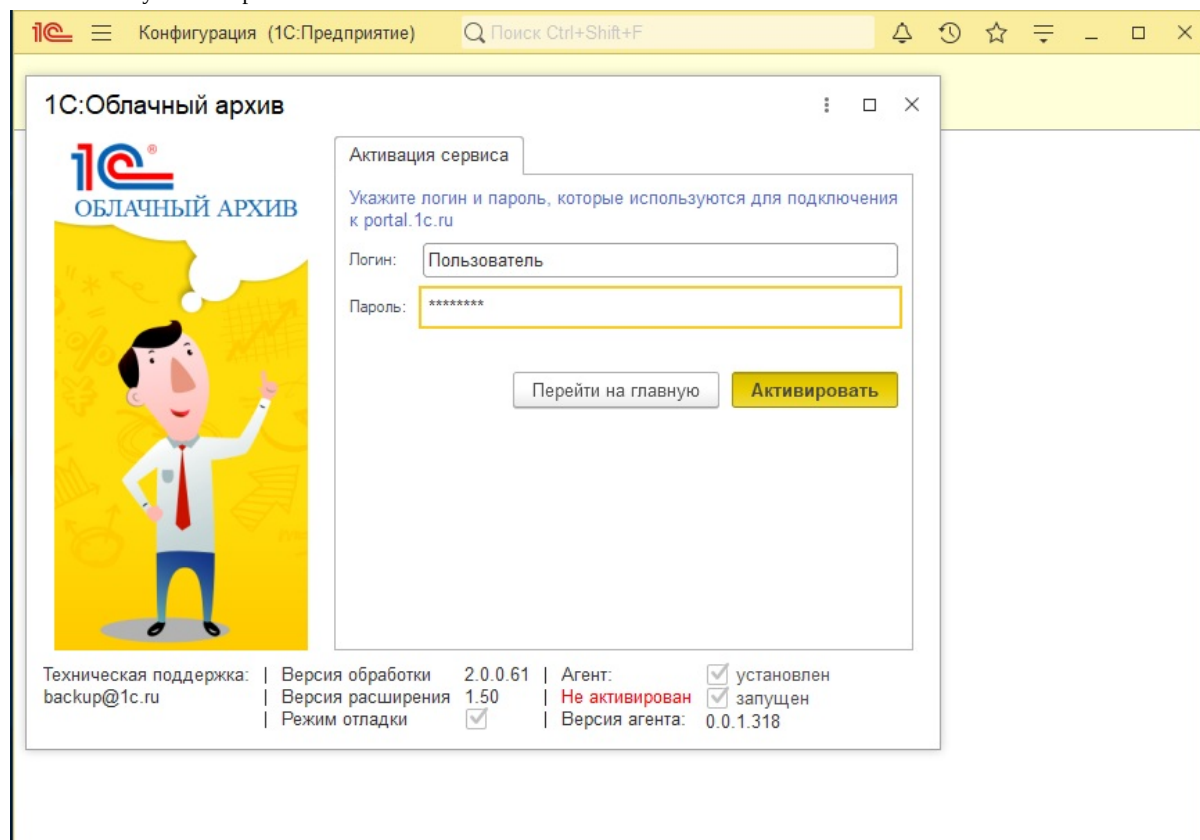 1С Конфигурация (1С:Предприятие) Поиск Ctrl+Shift+F
1С:Облачный архив
1С®
ОБЛАЧНЫЙ АРХИВ
Активация сервиса
Укажите логин и пароль, которые используются для подключения
к portal.1c.ru
Логин: Пользователь
Пароль: ********
Перейти на главную Активировать
Техническая поддержка: | Версия обработки 2.0.0.61 | Агент: установлен
backup@1c.ru | Версия расширения 1.50 | Не активирован запущен
| Режим отладки | Версия агента: 0.0.1.318